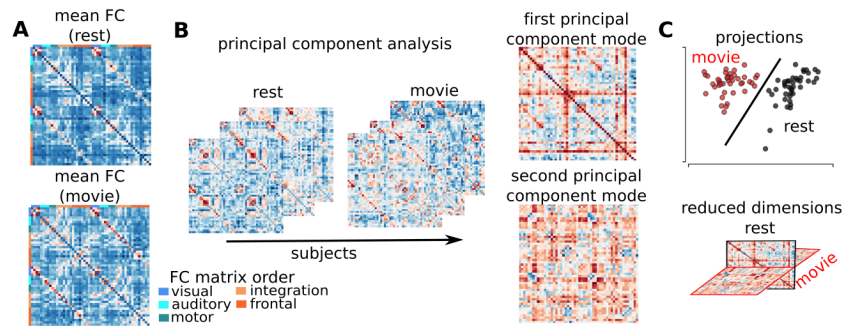 A
mean FC
(rest)
mean FC
(movie)
B
principal component analysis
rest
movie
subjects
FC matrix order
visual
auditory
motor
integration
frontal
first principal
component mode
second principal
component mode
C
projections
movie
rest
reduced dimensions
rest
movie